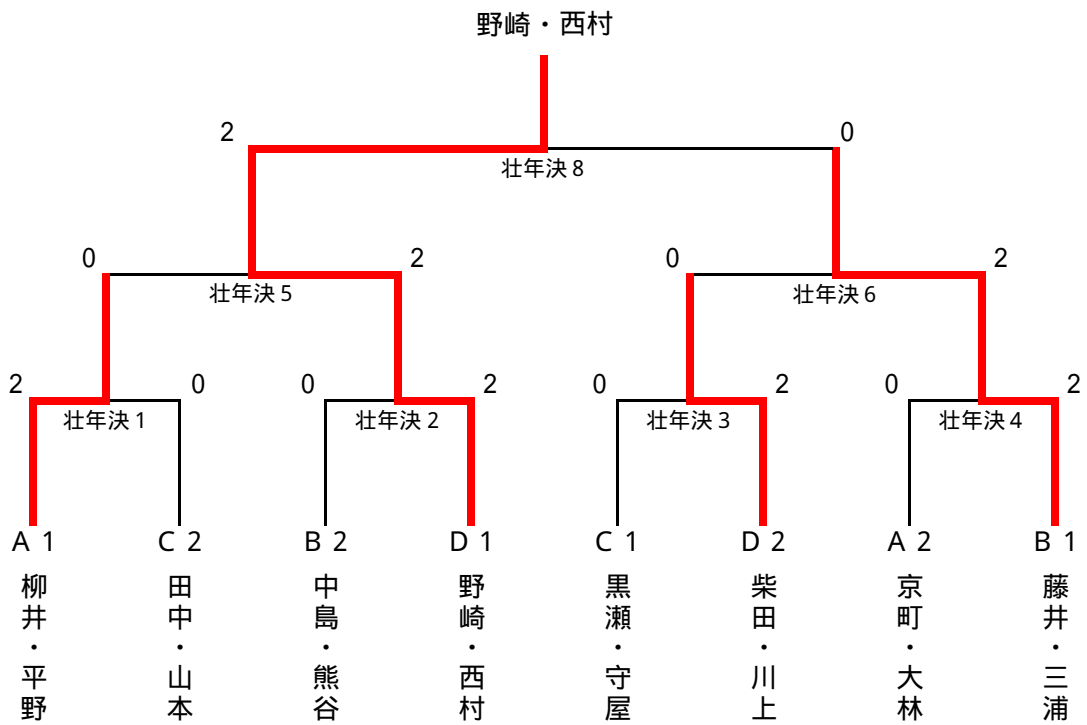 野崎・西村
2 0
壮年決 8
0 2 0 2
壮年決 5 壮年決 6
2 0 0 2 0 2 0 2
壮年決 1 壮年決 2 壮年決 3 壮年決 4
A 1 C 2 B 2 D 1 C 1 D 2 A 2 B 1
柳井・平野
田中・山本
中島・熊谷
野崎・西村
黒瀬・守屋
柴田・川上
京町・大林
藤井・三浦